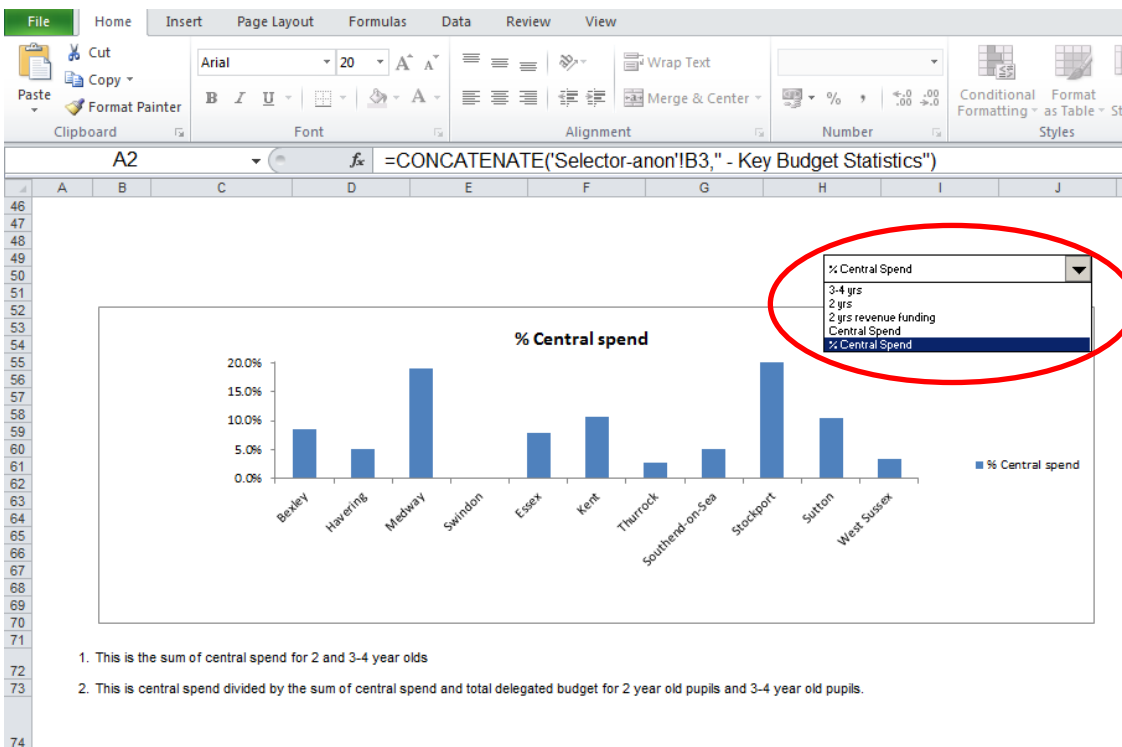 File Home Insert Page Layout Formulas Data Review View
Cut
Copy
Format Painter
Paste
Arial 20 A A
Wrap Text
B I U A
Merge & Center
% , .0 .00 .00 .0
Conditional Formatting
Format as Table
St
Clipboard Font Alignment Number Styles
A2 fx =CONCATENATE('Selector-anon'!B3," - Key Budget Statistics")
A B C D E F G H I J
46
47
48
49
50
51
52
53
54
55
56
57
58
59
60
61
62
63
64
65
66
67
68
69
70
71
72
73
74
% Central Spend
3-4 yrs
2 yrs
2 yrs revenue funding
Central Spend
% Central Spend
% Central spend
20.0%
15.0%
10.0%
5.0%
0.0%
Bexley
Havering
Medway
Swindon
Essex
Kent
Thurrock
Southend-on-Sea
Stockport
Sutton
West Sussex
% Central spend
1. This is the sum of central spend for 2 and 3-4 year olds
2. This is central spend divided by the sum of central spend and total delegated budget for 2 year old pupils and 3-4 year old pupils.